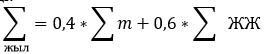 ∑ жыл = 0,4 * ∑ m + 0,6 * ∑ ЖЖ